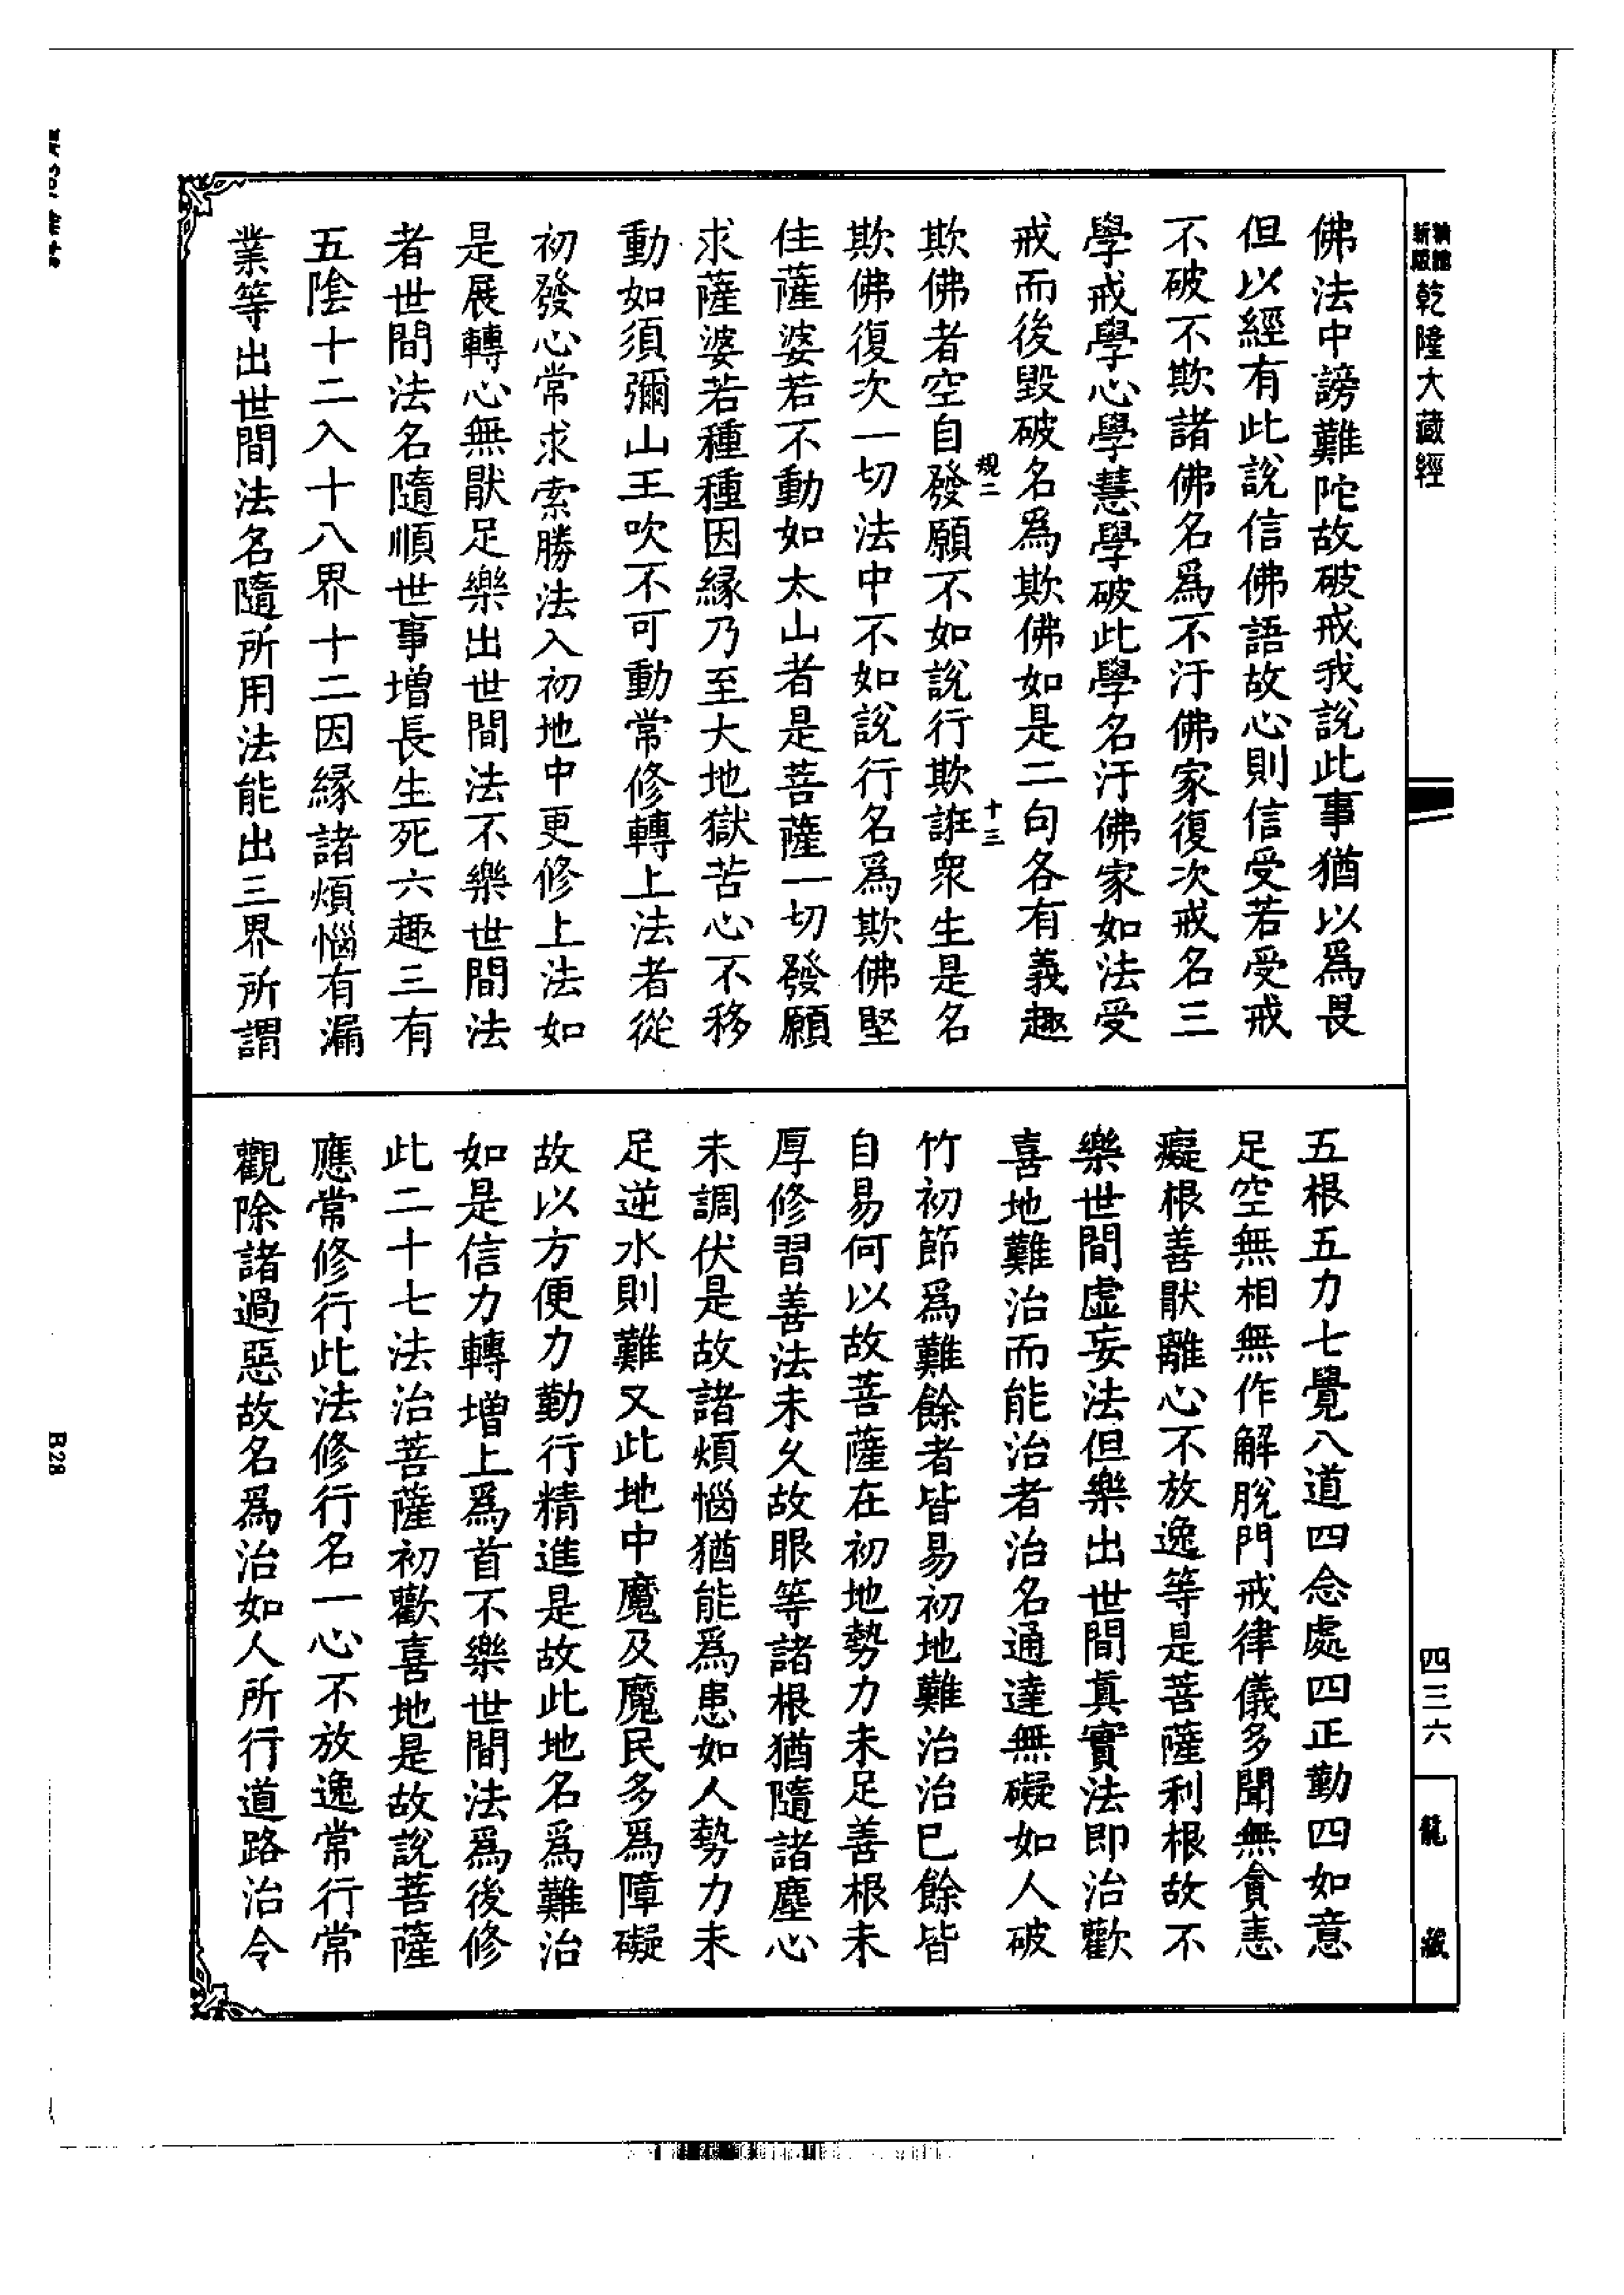 新版
乾隆大藏經
四三六
龍藏
佛法中謗難陀故破戒我說此事猶以爲畏
但以經有此說信佛語故心則信受若受戒
不破不欺諸佛名爲不汙佛家復次戒名三
學戒學心學慧學破此學名汙佛家如法受
戒而後毀破名爲欺佛如是二句各有義趣
規二
十三
欺佛者空自發願不如說行欺誑衆生是名
欺佛復次一切法中不如說行名爲欺佛堅
住薩婆若不動如太山者是菩薩一切發願
求薩婆若種種因緣乃至大地獄苦心不移
動如須彌山王吹不可動常修轉上法者從
初發心常求索勝法入初地中更修上法如
是展轉心無厭足樂出世間法不樂世間法
者世間法名隨順世事增長生死六趣三有
五陰十二入十八界十二因緣諸煩惱有漏
業等出世間法名隨所用法能出三界所謂
五根五力七覺八道四念處四正勤四如意
足空無相無作解脫門戒律儀多聞無貪恚
癡根善厭離心不放逸等是菩薩利根故不
樂世間虛妄法但樂出世間真實法即治歡
喜地難治而能治者治名通達無礙如人破
竹初節爲難餘者皆易初地難治治已餘皆
自易何以故菩薩在初地勢力未足善根未
厚修習善法未久故眼等諸根猶隨諸塵心
未調伏是故諸煩惱猶能爲患如人勢力未
足逆水則難又此地中魔及魔民多爲障礙
故以方便力勤行精進是故此地名爲難治
如是信力轉增上爲首不樂世間法爲後修
此二十七法治菩薩初歡喜地是故說菩薩
應常修行此法修行名一心不放逸常行常
觀除諸過惡故名爲治如人所行道路治令
B28